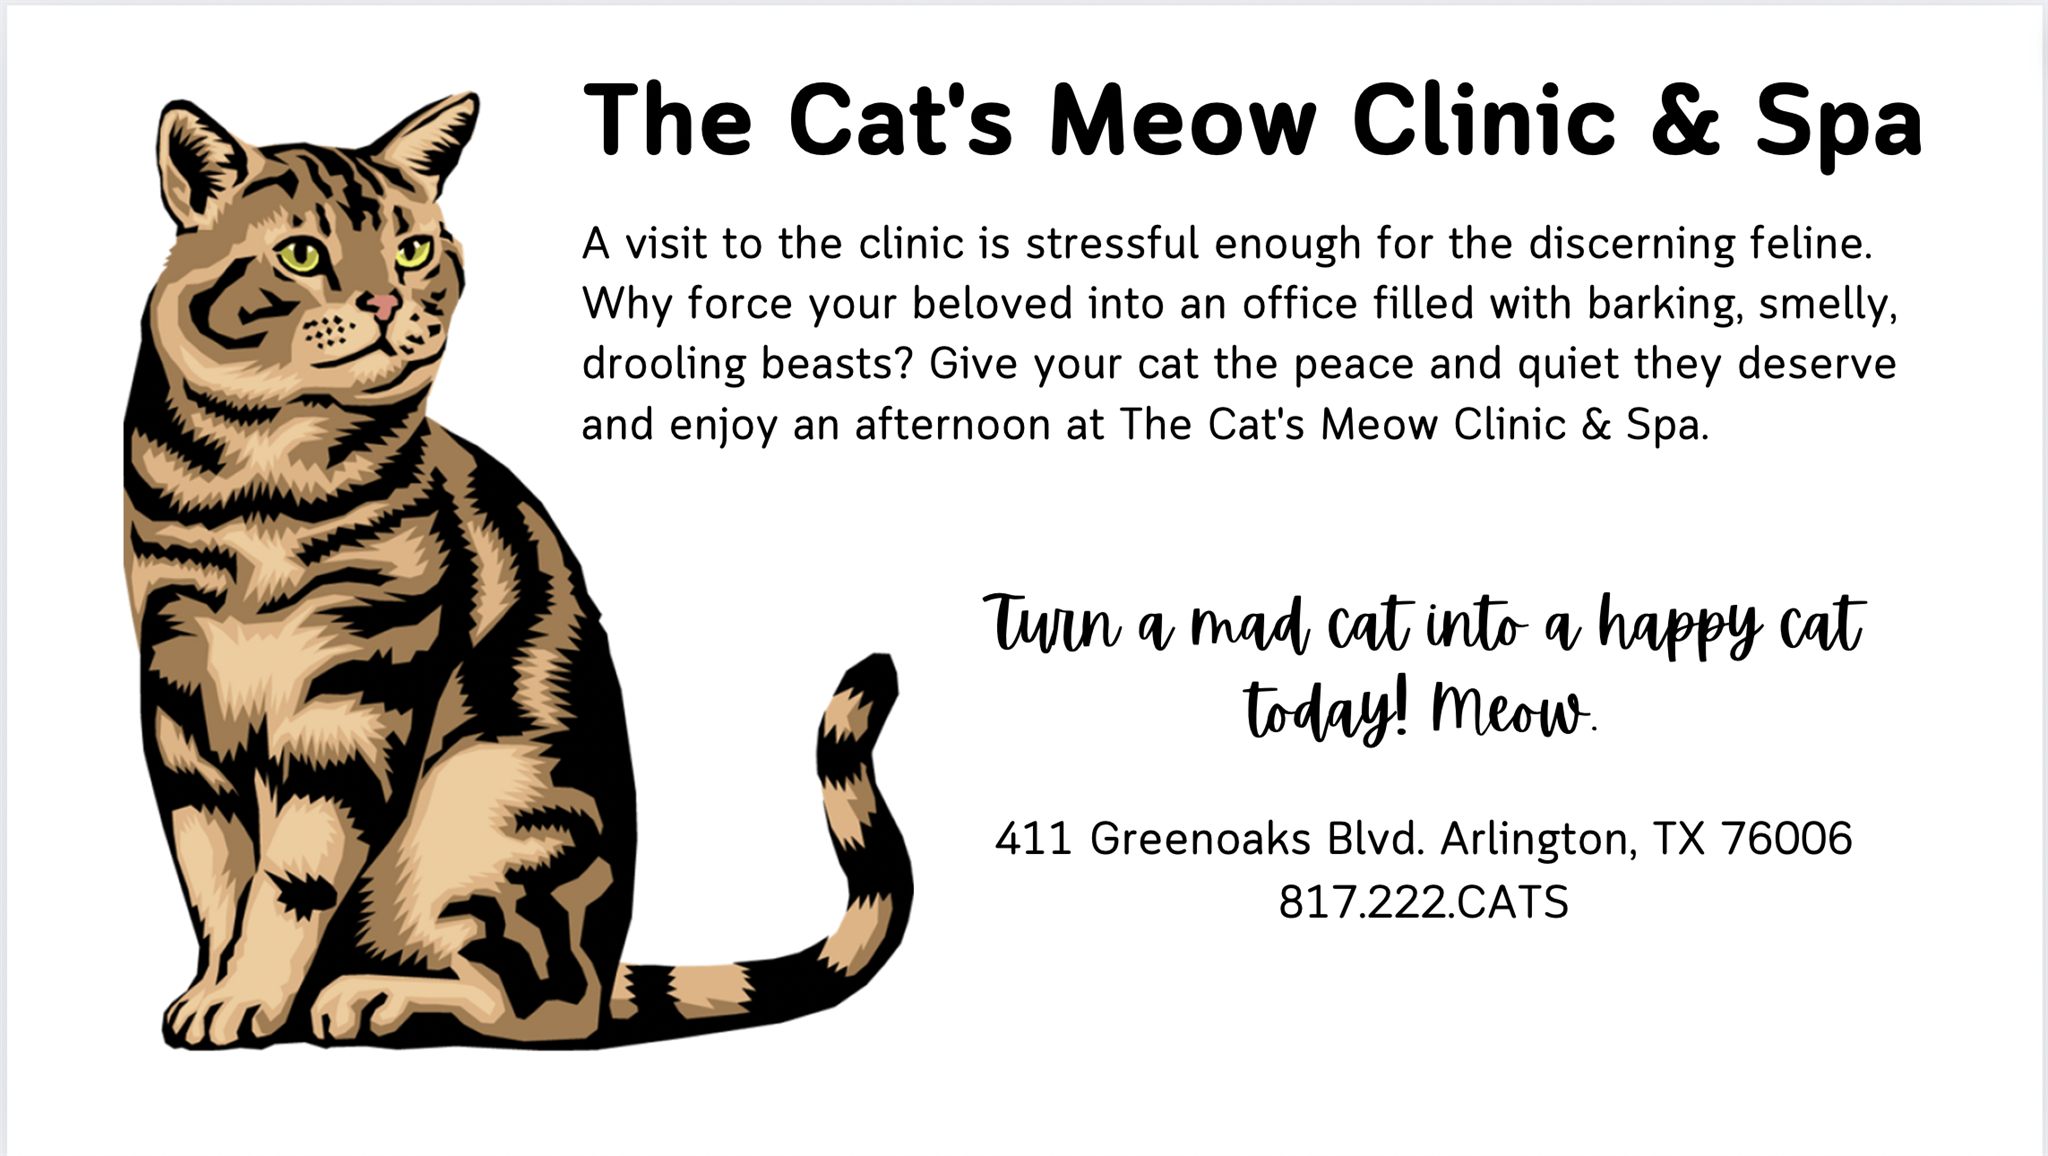 The Cat's Meow Clinic & Spa
A visit to the clinic is stressful enough for the discerning feline.
Why force your beloved into an office filled with barking, smelly,
drooling beasts? Give your cat the peace and quiet they deserve
and enjoy an afternoon at The Cat's Meow Clinic & Spa.
Turn a mad cat into a happy cat
today! Meow.
411 Greenoaks Blvd. Arlington, TX 76006
817.222.CATS